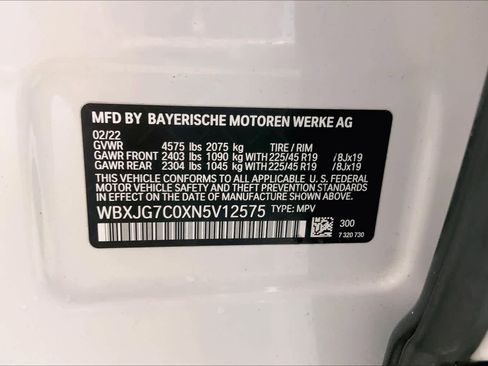 MFD BY BAYERISCHE MOTOREN WERKE AG
02/22
GVWR 4575 lbs 2075 kg TIRE / RIM
GAWR FRONT 2403 lbs 1090 kg WITH 225/45 R19 /8Jx19
GAWR REAR 2304 lbs 1045 kg WITH 225/45 R19 /8Jx19
THIS VEHICLE CONFORMS TO ALL APPLICABLE U. S. FEDERAL
MOTOR VEHICLE SAFETY AND THEFT PREVENTION STANDARDS
IN EFFECT ON THE DATE OF MANUFACTURE SHOWN ABOVE.
WBXJG7C0XN5V12575 TYPE: MPV
300
7 320 730